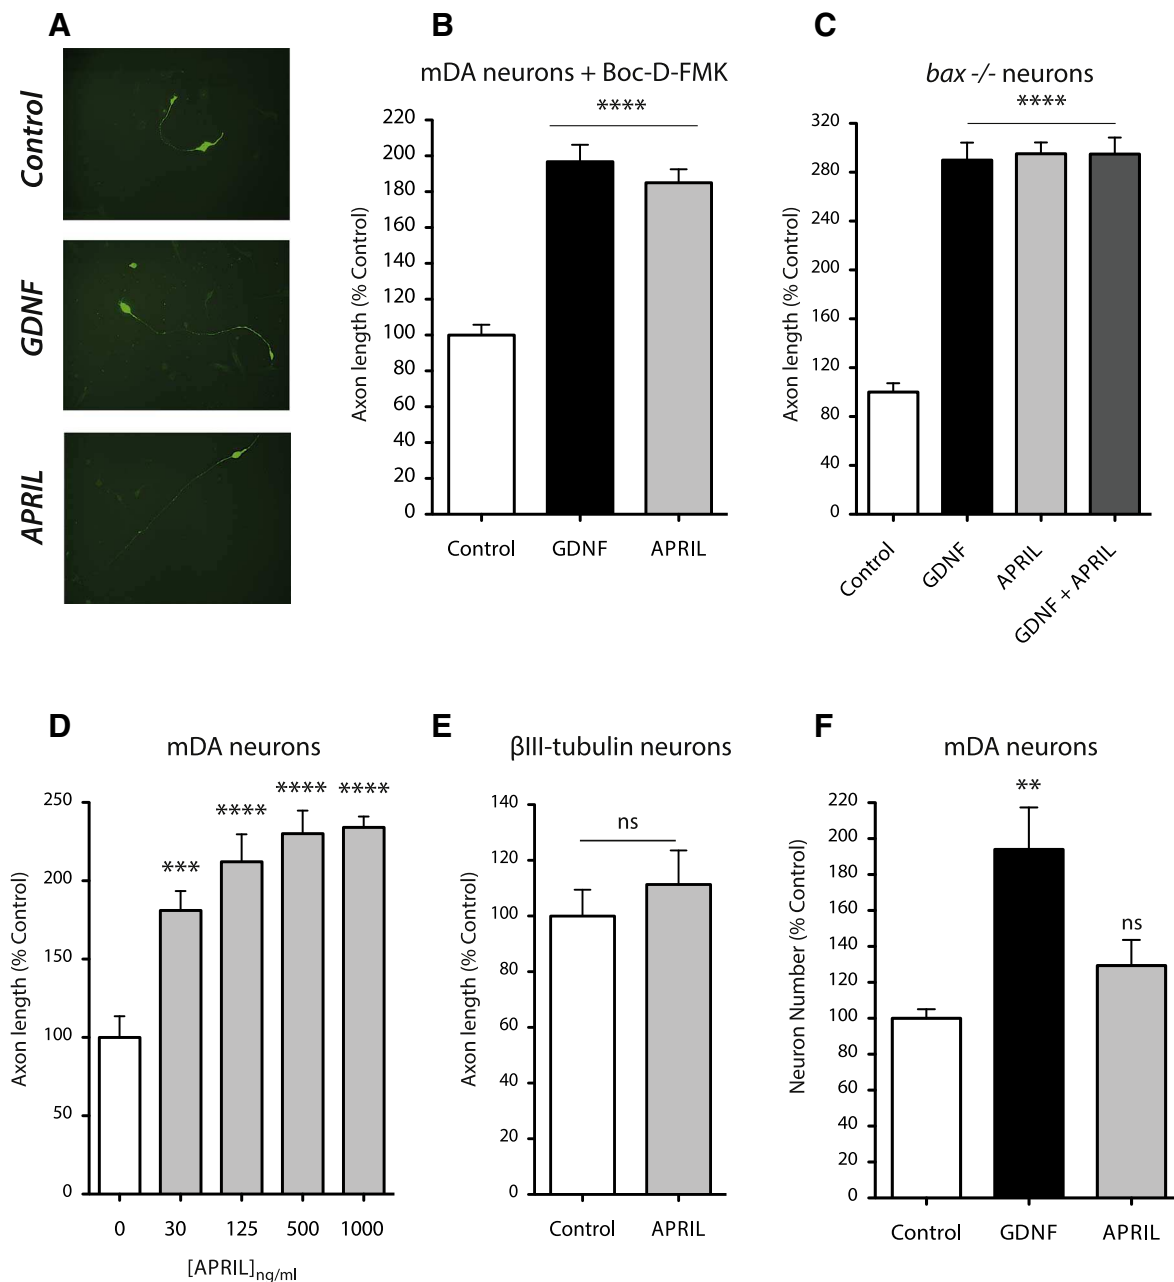 A
Control
GDNF
APRIL
B
mDA neurons + Boc-D-FMK
****
Axon length (% Control)
220
200
180
160
140
120
100
80
60
40
20
0
Control GDNF APRIL
C
bax -/- neurons
****
Axon length (% Control)
320
280
240
200
160
120
80
40
0
Control
GDNF
APRIL
GDNF + APRIL
D
mDA neurons
*** **** **** ****
Axon length (% Control)
250
200
150
100
50
0
0 30 125 500 1000
[APRIL]ng/ml
E
βIII-tubulin neurons
ns
Axon length (% Control)
140
120
100
80
60
40
20
0
Control APRIL
F
mDA neurons
**
ns
Neuron Number (% Control)
220
200
180
160
140
120
100
80
60
40
20
0
Control GDNF APRIL